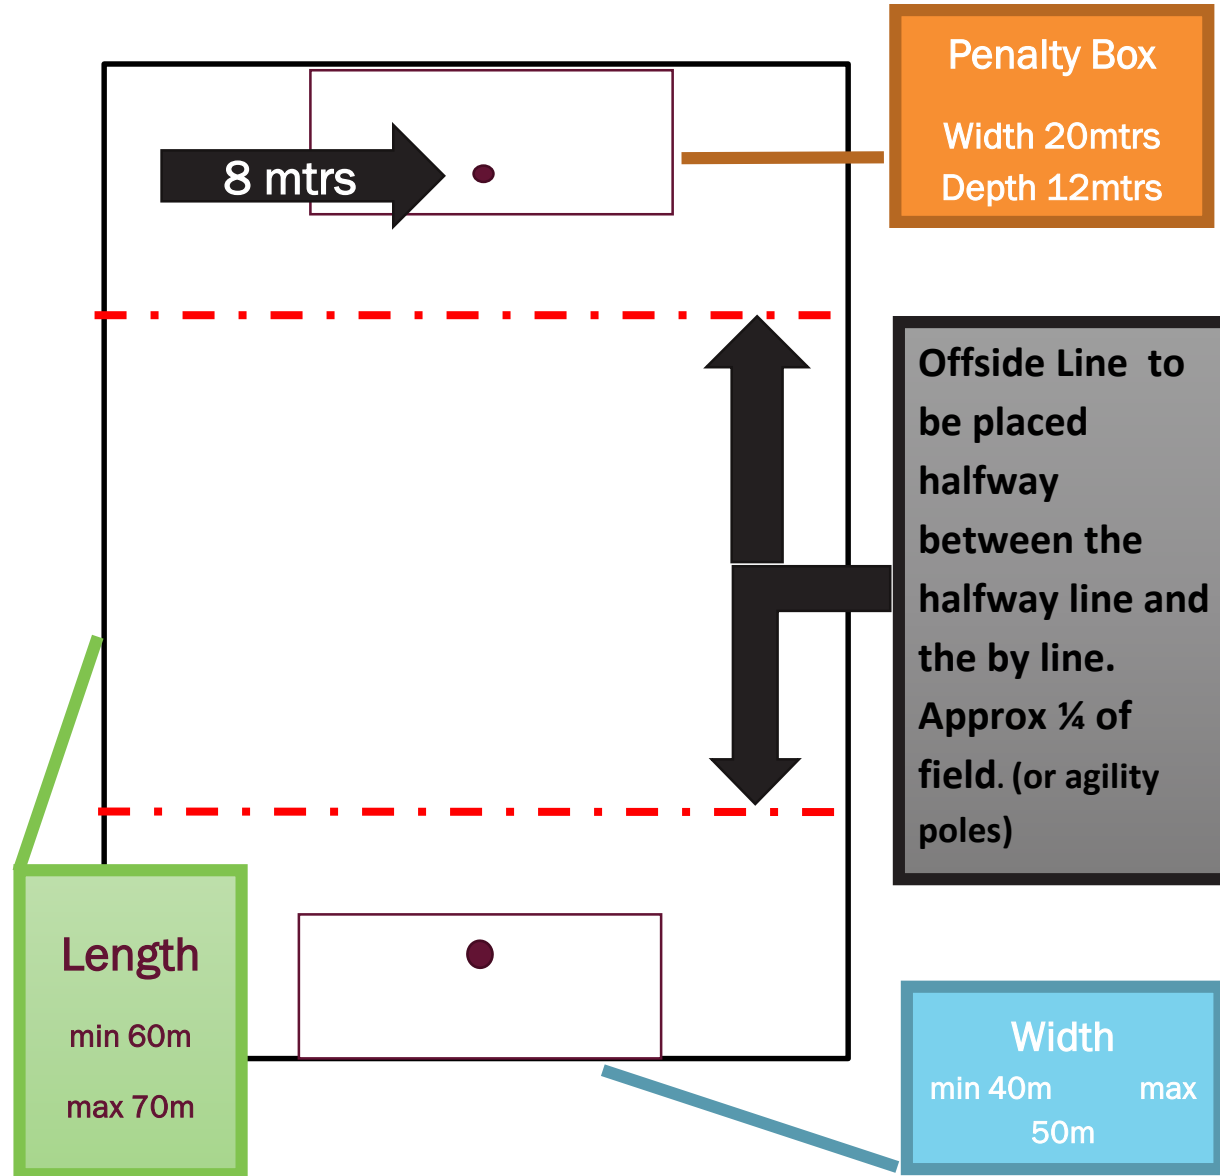 Penalty Box
Width 20mtrs
Depth 12mtrs
8 mtrs
Offside Line  to
be placed
halfway
between the
halfway line and
the by line.
Approx ¼ of
field. (or agility
poles)
Length
min 60m
max 70m
Width
min 40m max
50m